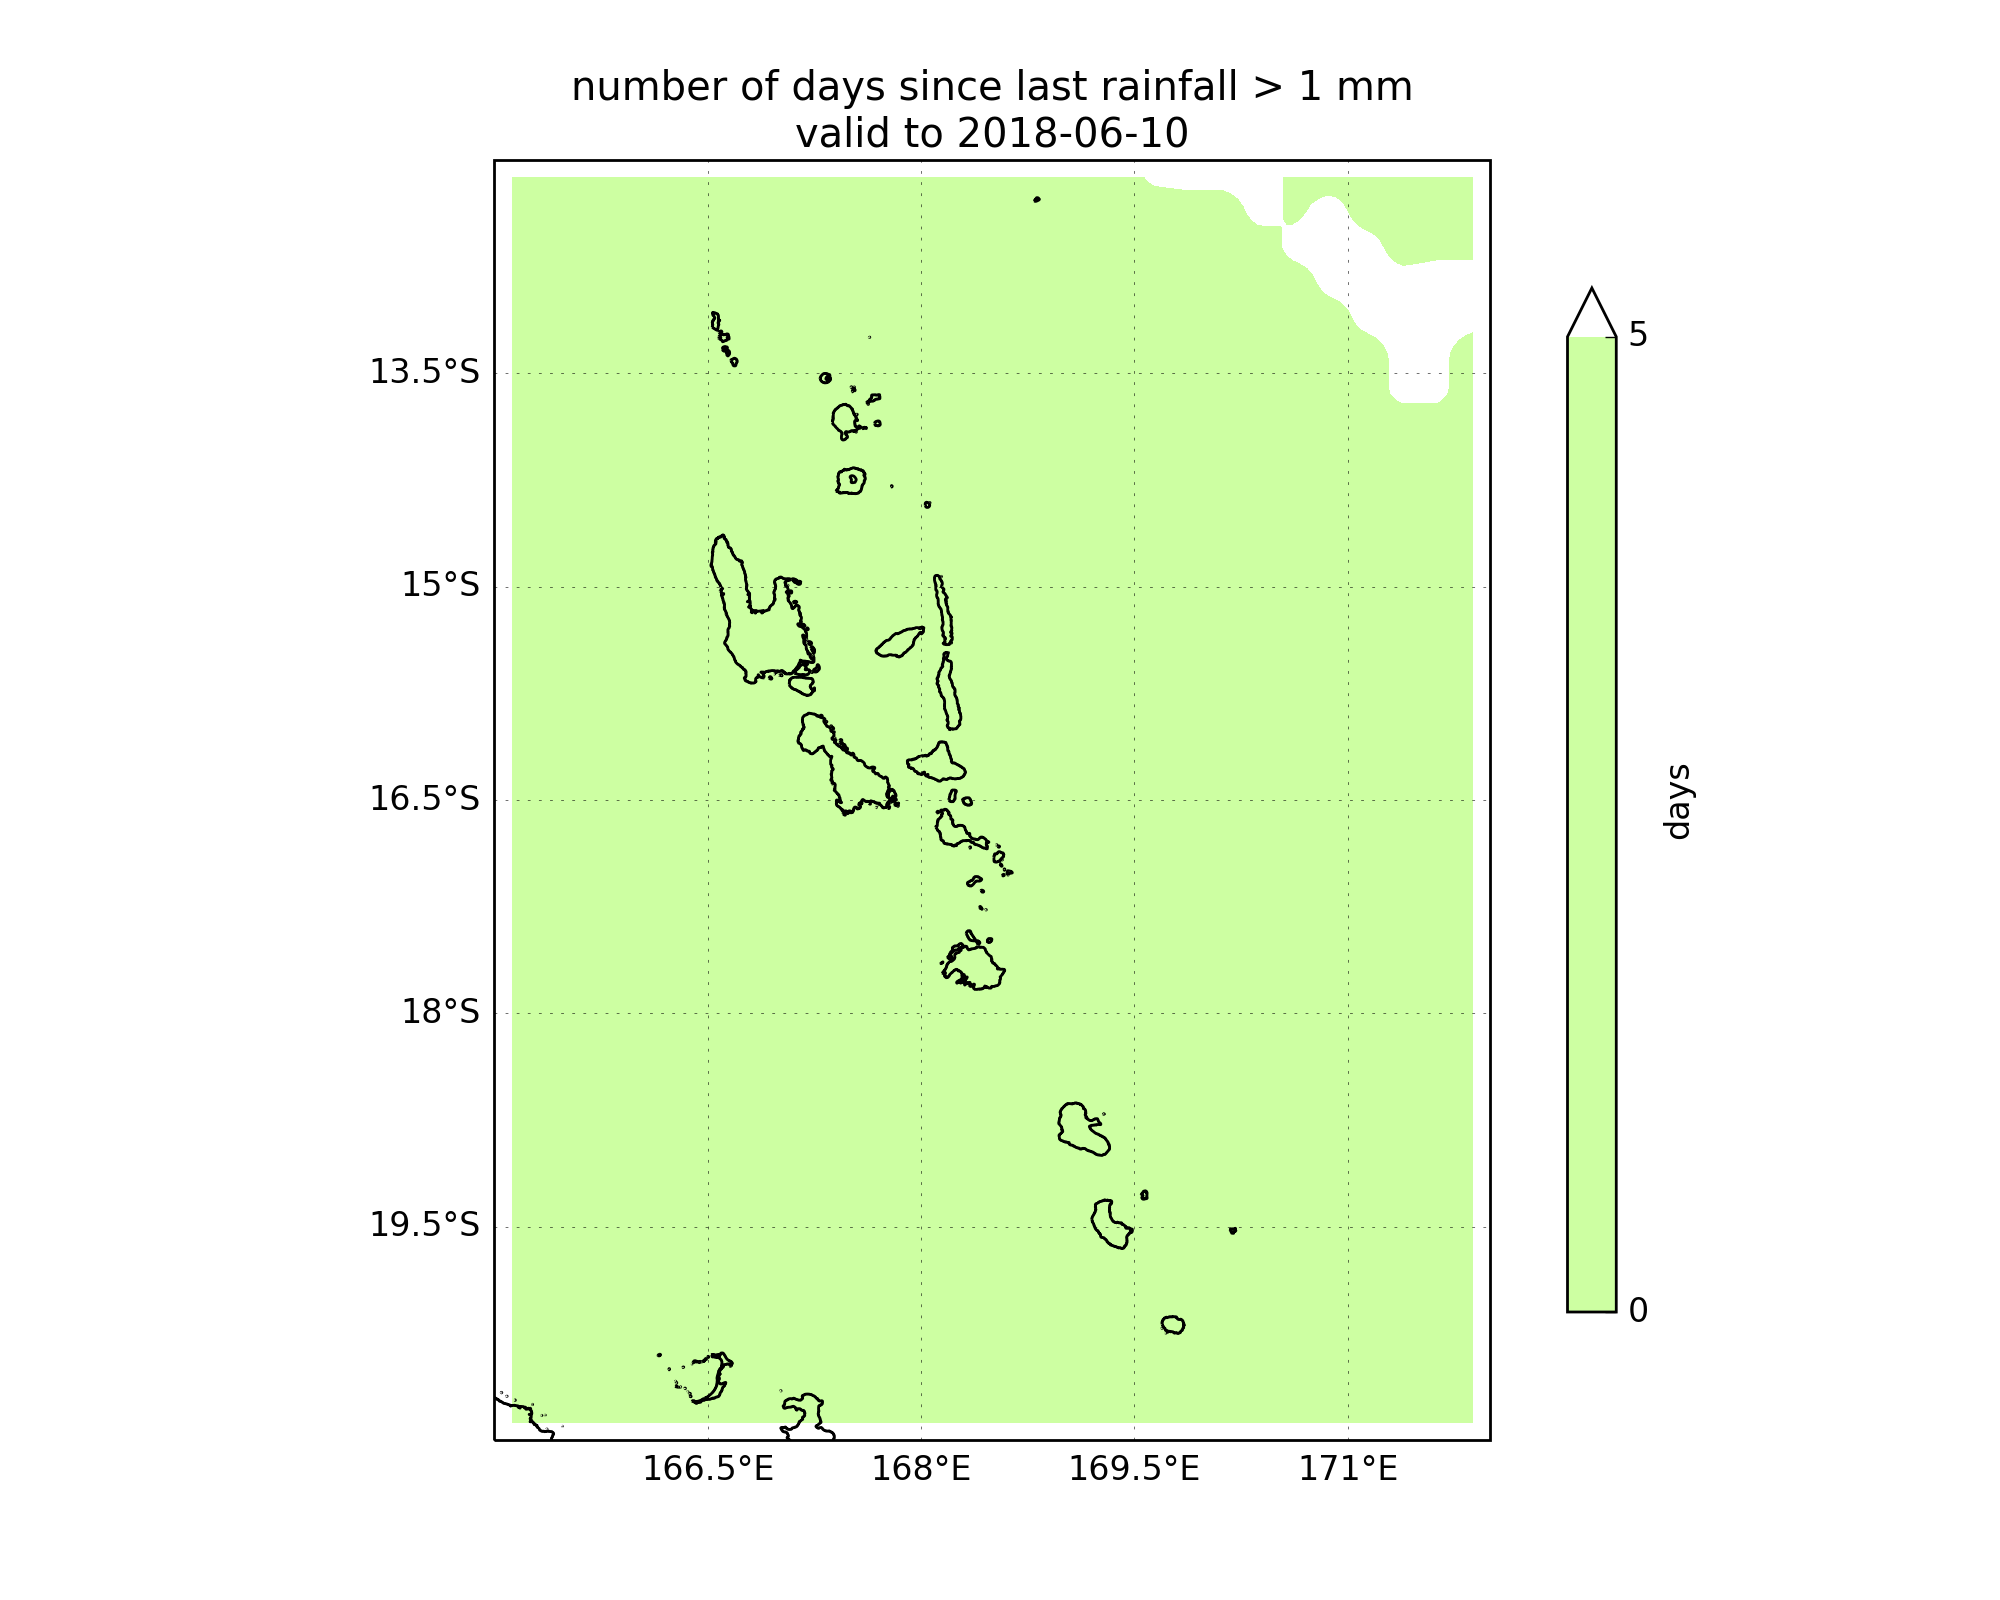 number of days since last rainfall > 1 mm
valid to 2018-06-10
13.5°S
15°S
16.5°S
18°S
19.5°S
166.5°E
168°E
169.5°E
171°E
5
0
days